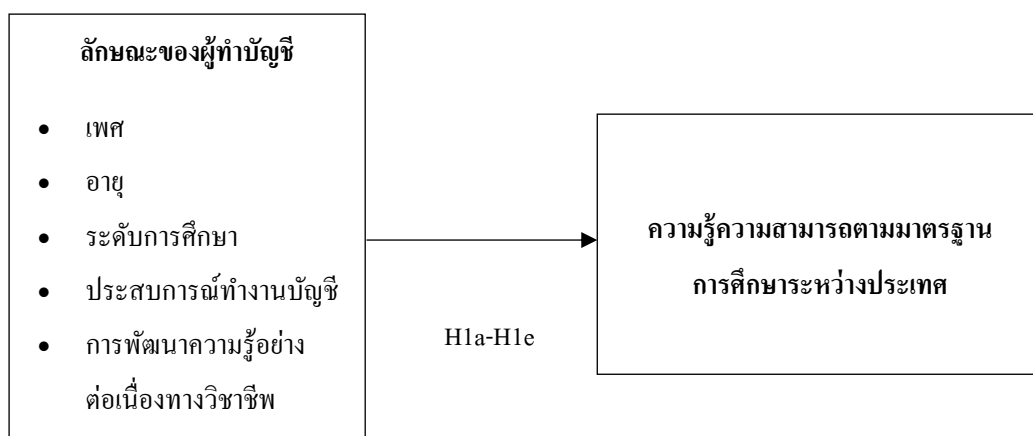 ลักษณะของผู้ทำบัญชี
• เพศ
• อายุ
• ระดับการศึกษา
• ประสบการณ์ทำงานบัญชี
• การพัฒนาความรู้อย่าง
ต่อเนื่องทางวิชาชีพ
H1a-H1e
ความรู้ความสามารถตามมาตรฐาน
การศึกษาระหว่างประเทศ